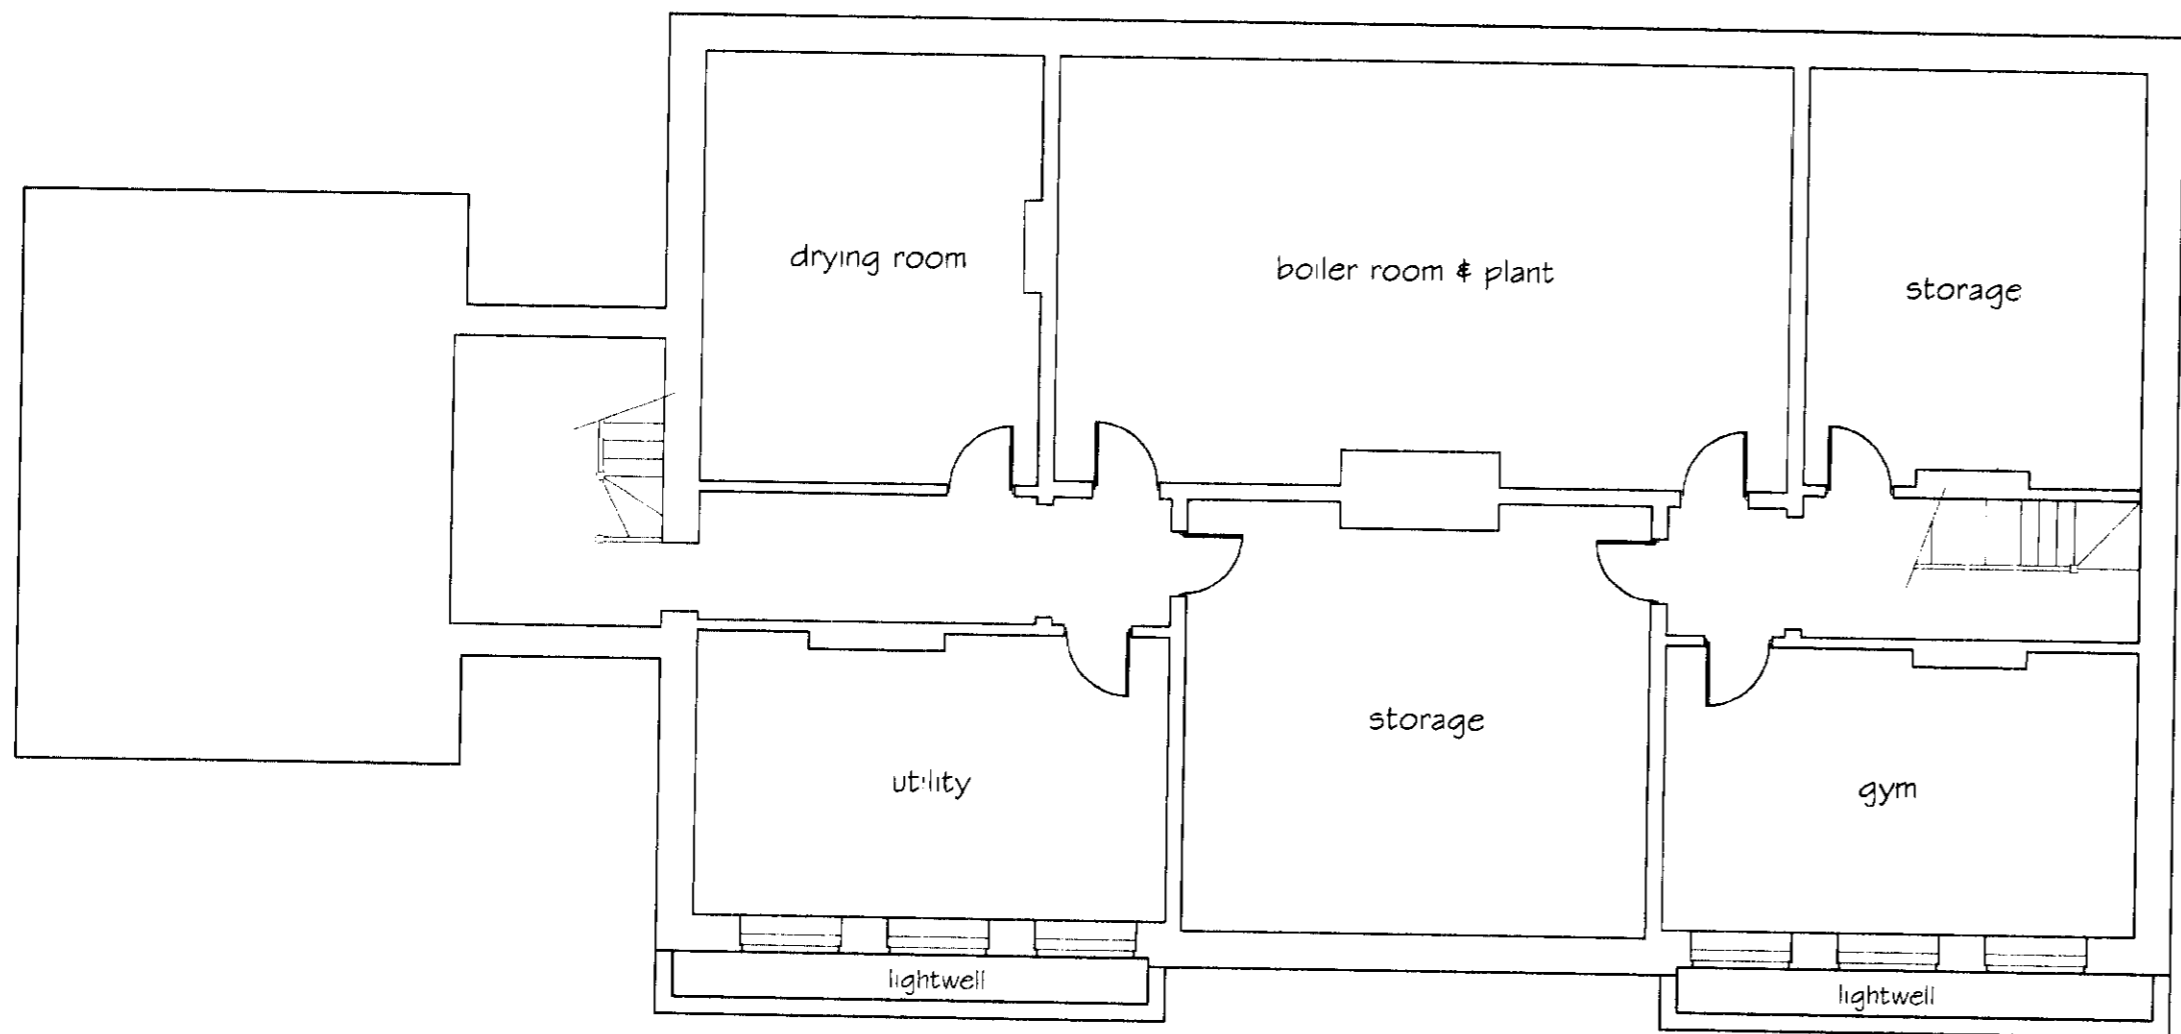 drying room
boiler room & plant
storage
storage
utility
gym
lightwell
lightwell